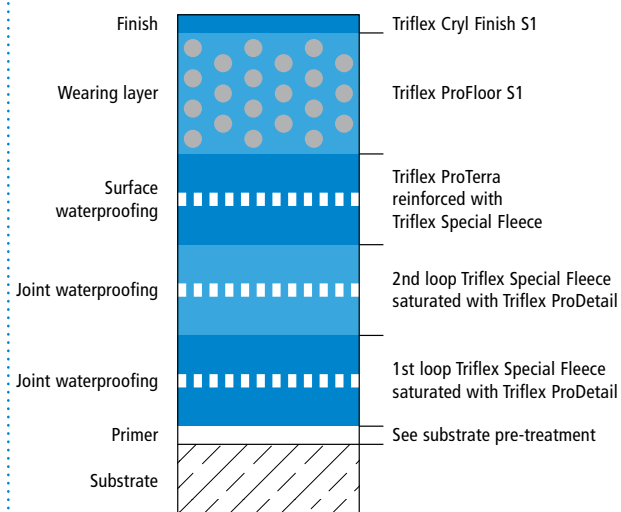 Finish
Triflex Cryl Finish S1
Wearing layer
Triflex ProFloor S1
Surface
waterproofing
Triflex ProTerra
reinforced with
Triflex Special Fleece
Joint waterproofing
2nd loop Triflex Special Fleece
saturated with Triflex ProDetail
Joint waterproofing
1st loop Triflex Special Fleece
saturated with Triflex ProDetail
Primer
See substrate pre-treatment
Substrate